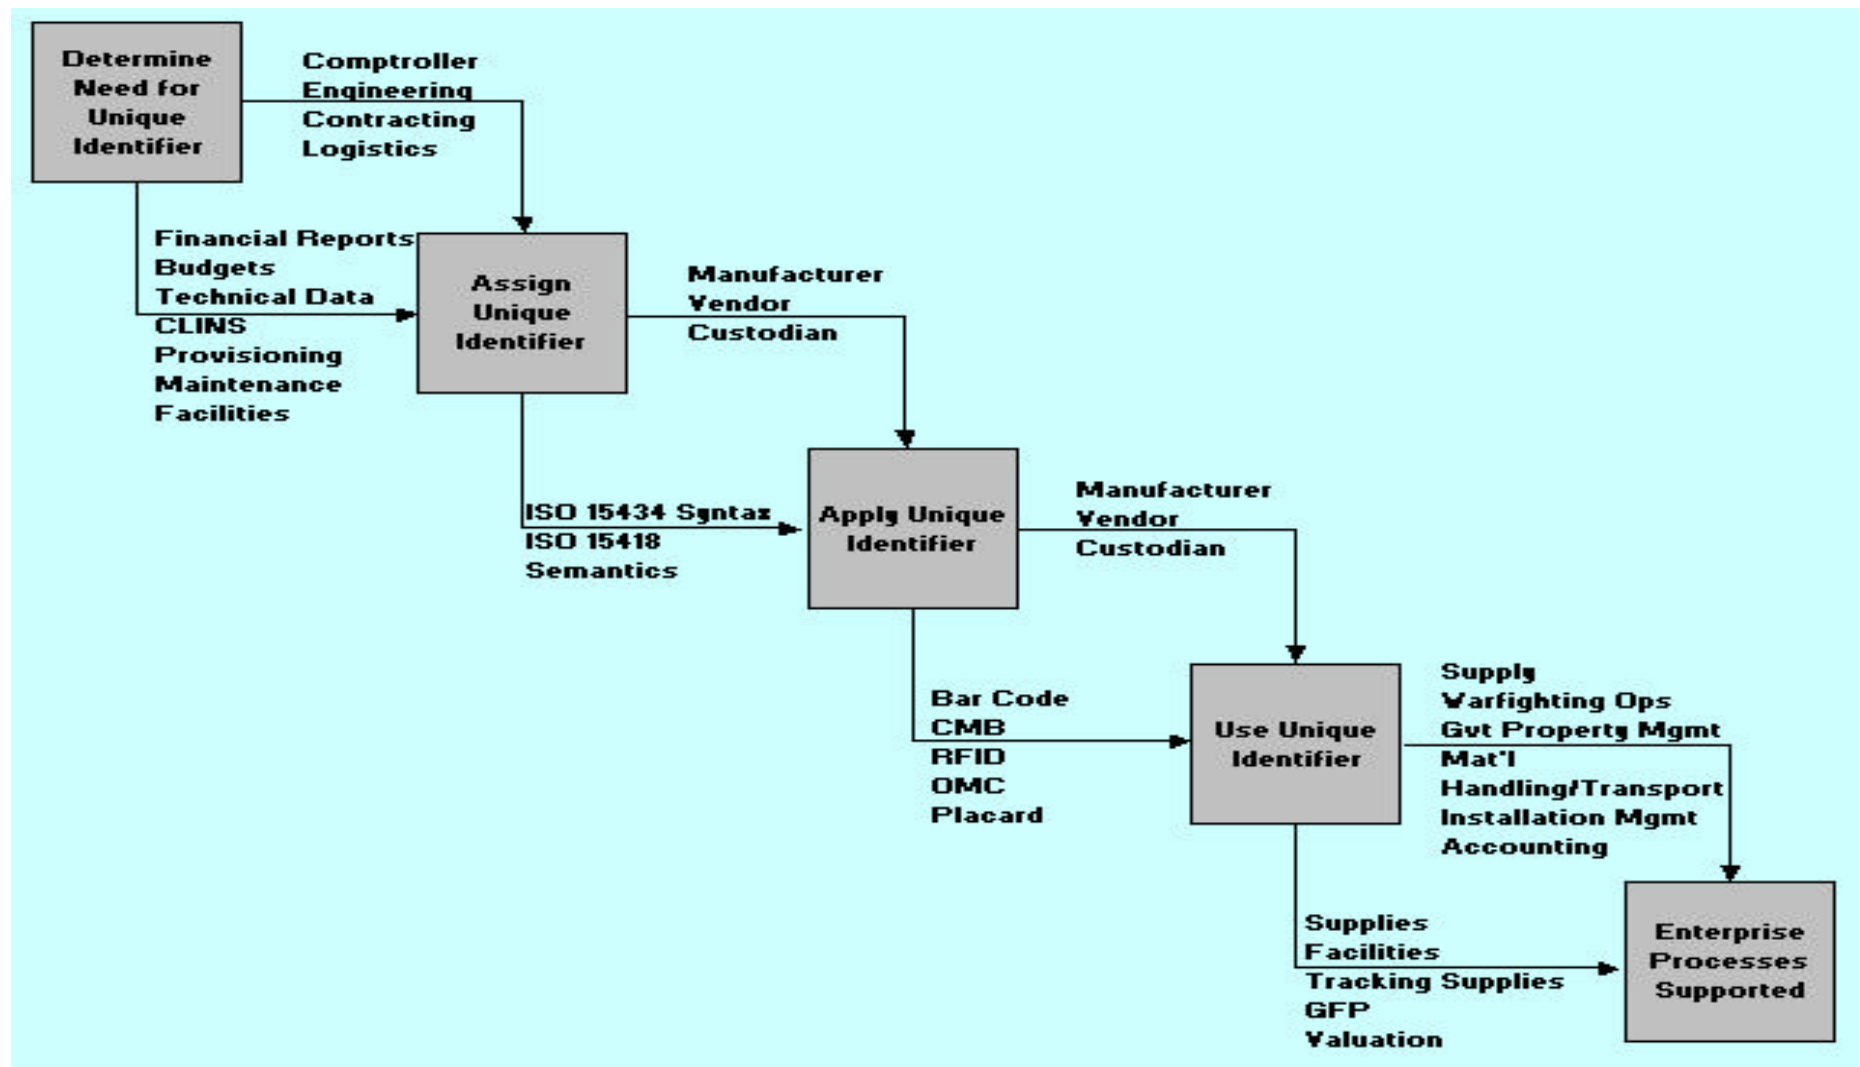 Determine
Need for
Unique
Identifier
Comptroller
Engineering
Contracting
Logistics
Financial Reports
Budgets
Technical Data
CLINS
Provisioning
Maintenance
Facilities
Assign
Unique
Identifier
Manufacturer
Vendor
Custodian
ISO 15434 Syntax
ISO 15418
Semantics
Apply Unique
Identifier
Manufacturer
Vendor
Custodian
Bar Code
CMB
RFID
OMC
Placard
Use Unique
Identifier
Supply
Warfighting Ops
Gvt Property Mgmt
Mat'l
Handling/Transport
Installation Mgmt
Accounting
Supplies
Facilities
Tracking Supplies
GFP
Valuation
Enterprise
Processes
Supported